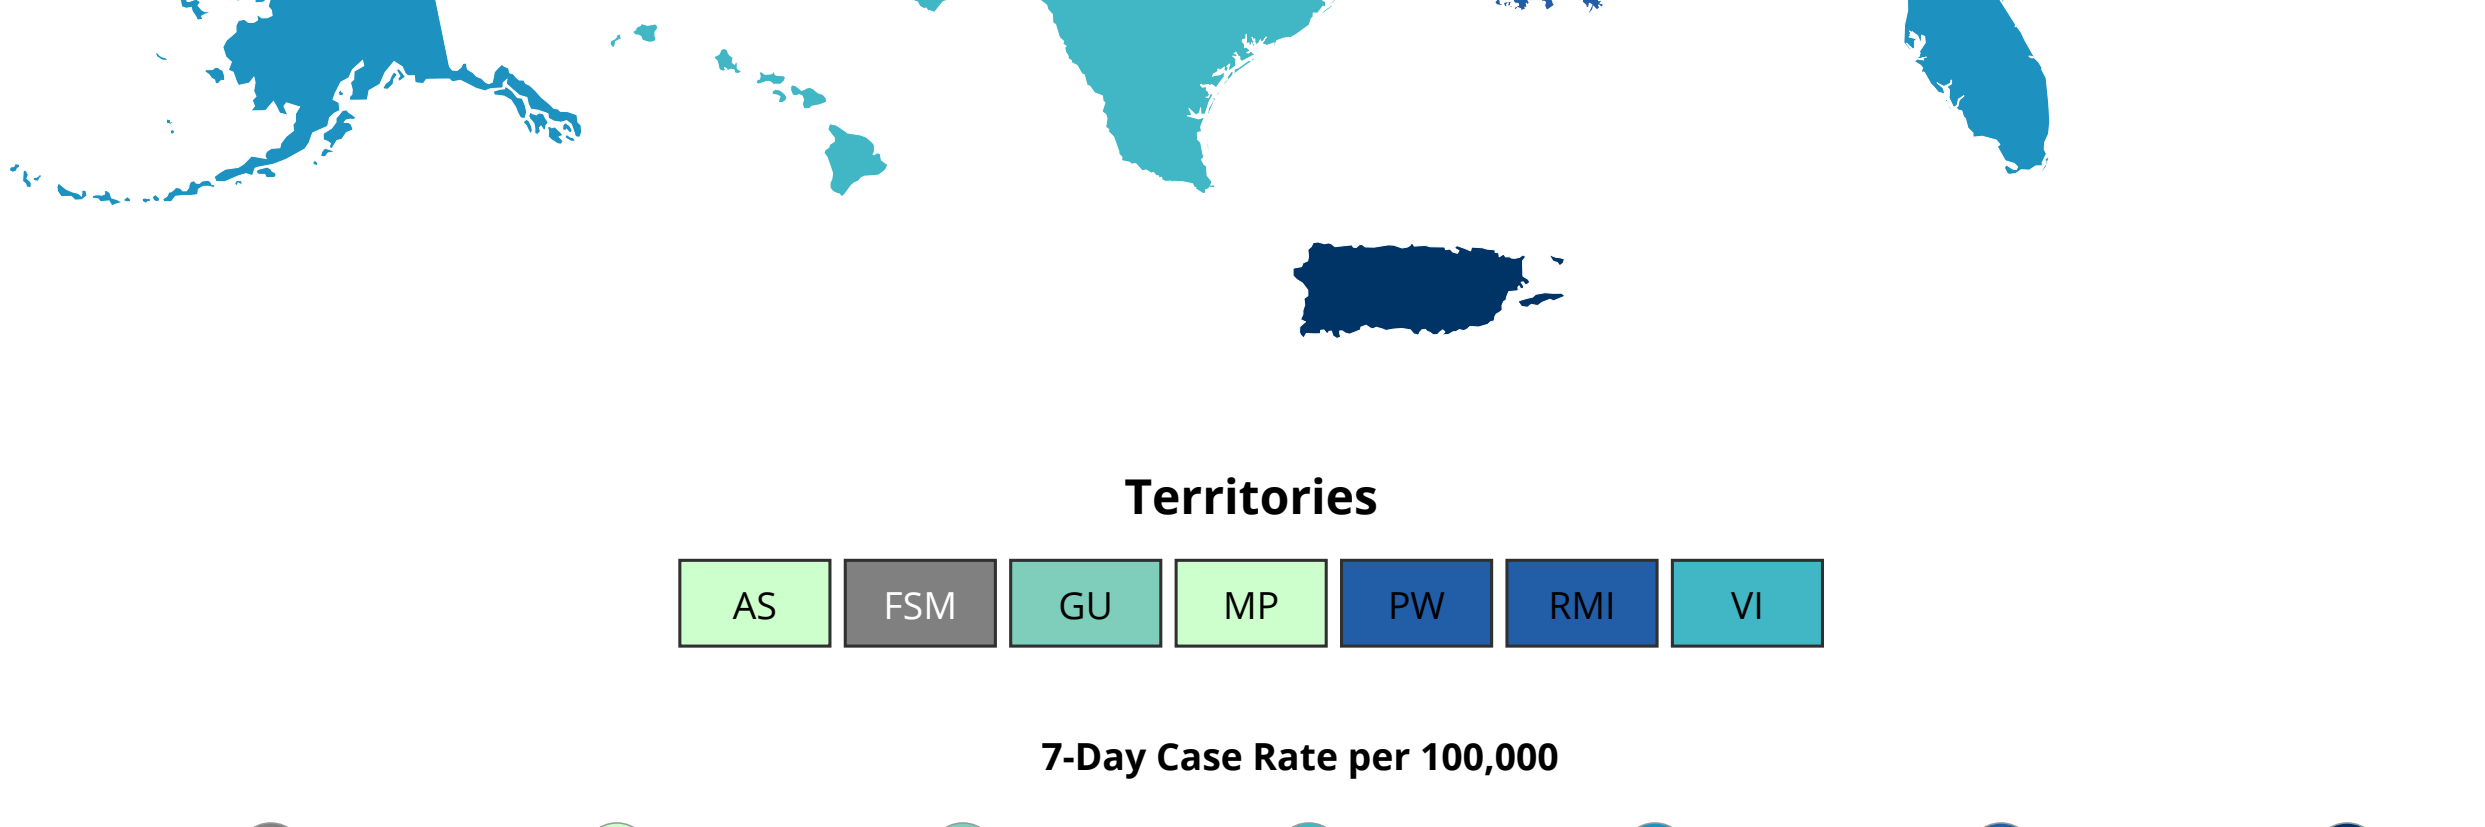 Territories
AS FSM GU MP PW RMI VI
7-Day Case Rate per 100,000